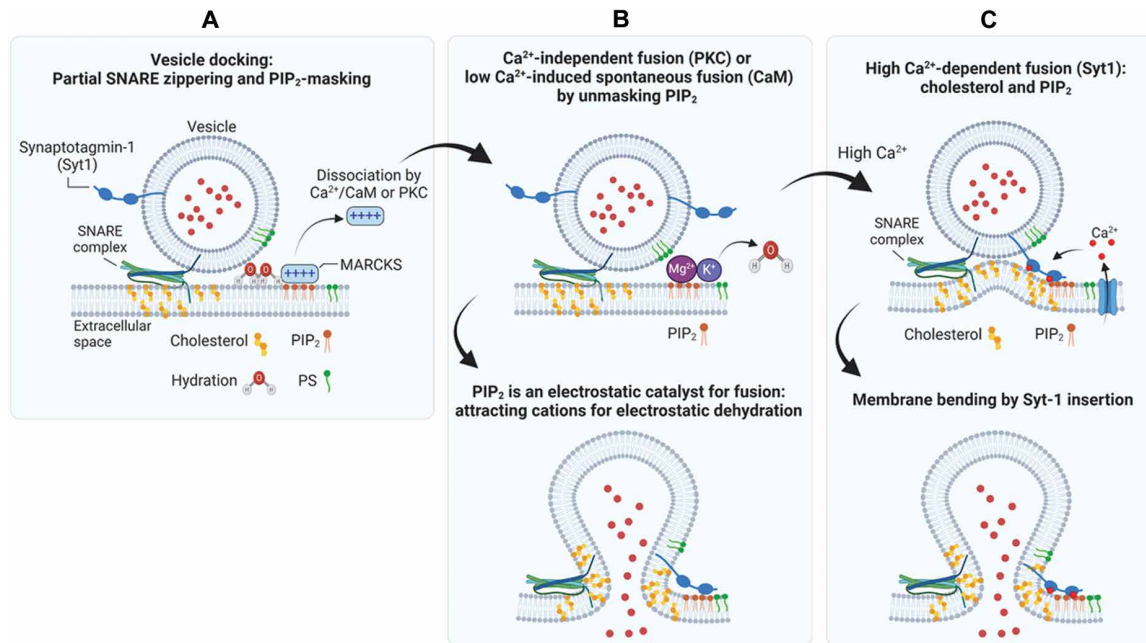 A
B
C
Vesicle docking:
Partial SNARE zippering and PIP₂-masking
Vesicle
Synaptotagmin-1
(Syt1)
Dissociation by
Ca²⁺/CaM or PKC
++++
SNARE
complex
++++
MARCKS
H O H O H
Extracellular
space
Cholesterol
PIP₂
Hydration
H O H
PS
Ca²⁺-independent fusion (PKC) or
low Ca²⁺-induced spontaneous fusion (CaM)
by unmasking PIP₂
Mg²⁺
K⁺
H O H
PIP₂
PIP₂ is an electrostatic catalyst for fusion:
attracting cations for electrostatic dehydration
High Ca²⁺-dependent fusion (Syt1):
cholesterol and PIP₂
High Ca²⁺
SNARE
complex
Ca²⁺
Cholesterol
PIP₂
Membrane bending by Syt-1 insertion